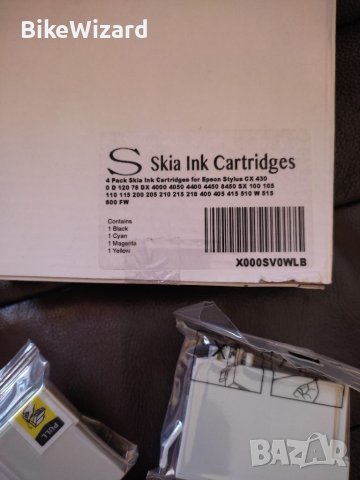 BikeWizard
S Skia Ink Cartridges
4 Pack Skia Ink Cartridges for Epson Stylus CX 430
0 D 120 78 DX 4000 4050 4400 4450 8450 SX 100 105
110 115 200 205 210 215 218 400 405 415 510 W 515
600 FW
Contains
1 Black
1 Cyan
1 Magenta
1 Yellow
X000SV0WLB
PULL
BAZAR